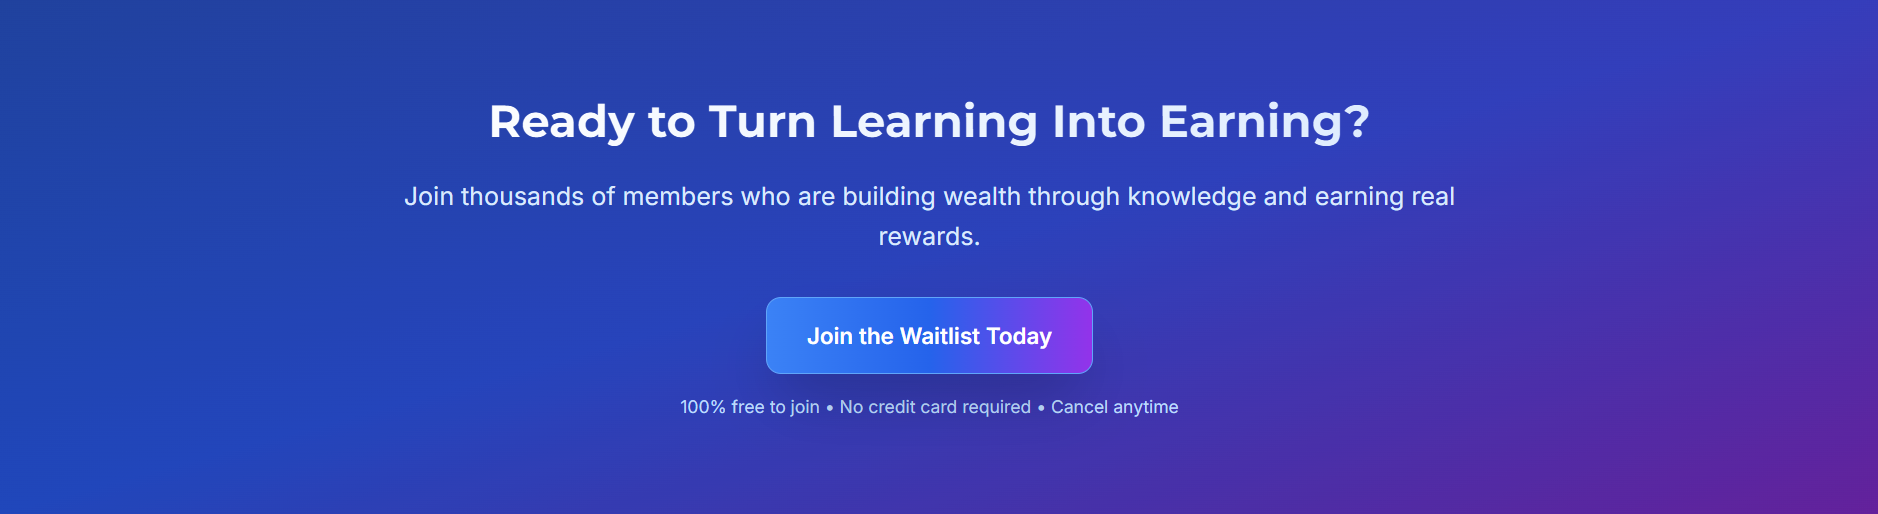 Ready to Turn Learning Into Earning?
Join thousands of members who are building wealth through knowledge and earning real
rewards.
Join the Waitlist Today
100% free to join • No credit card required • Cancel anytime